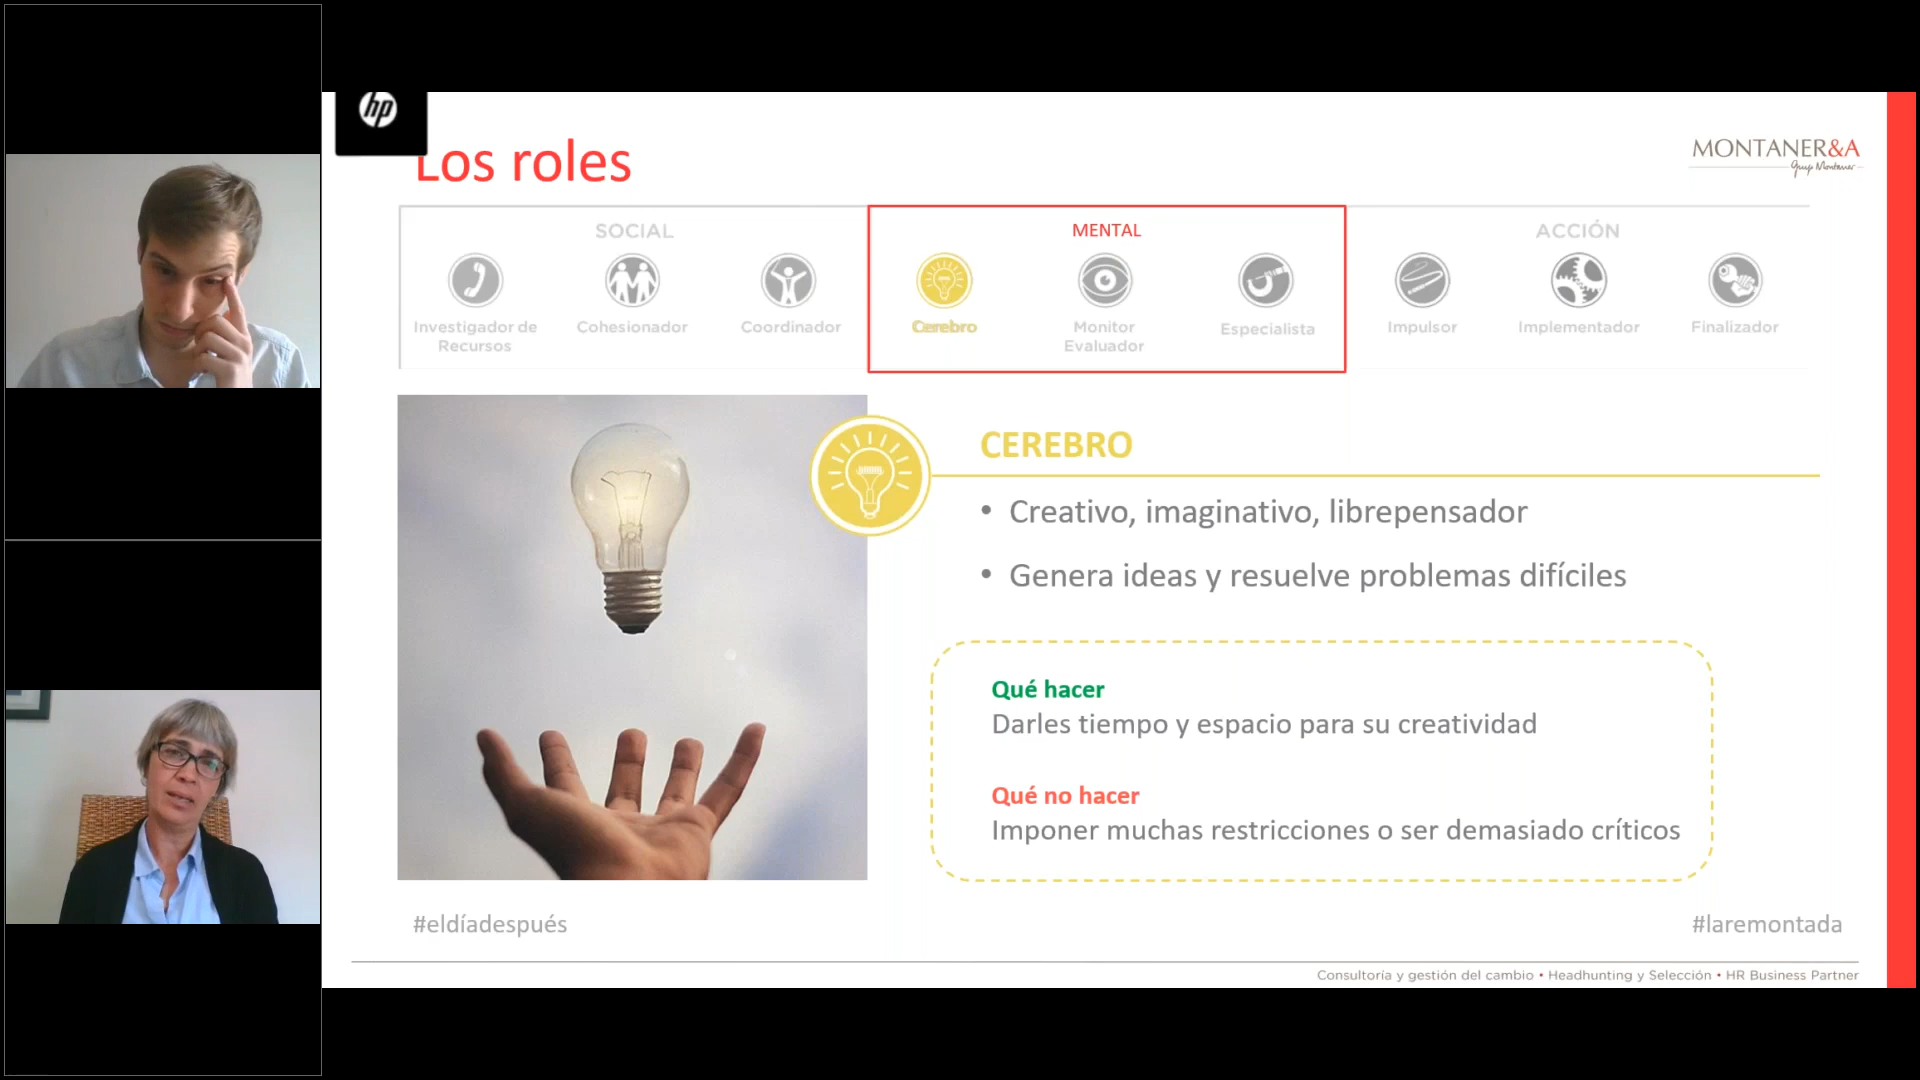 hp
Los roles
MONTANER&A
Grup Montaner
SOCIAL
MENTAL
ACCIÓN
Investigador de
Recursos
Cohesionador
Coordinador
Cerebro
Monitor
Evaluador
Especialista
Impulsor
Implementador
Finalizador
CEREBRO
• Creativo, imaginativo, librepensador
• Genera ideas y resuelve problemas difíciles
Qué hacer
Darles tiempo y espacio para su creatividad
Qué no hacer
Imponer muchas restricciones o ser demasiado críticos
#eldíadespués
#laremontada
Consultoría y gestión del cambio • Headhunting y Selección • HR Business Partner